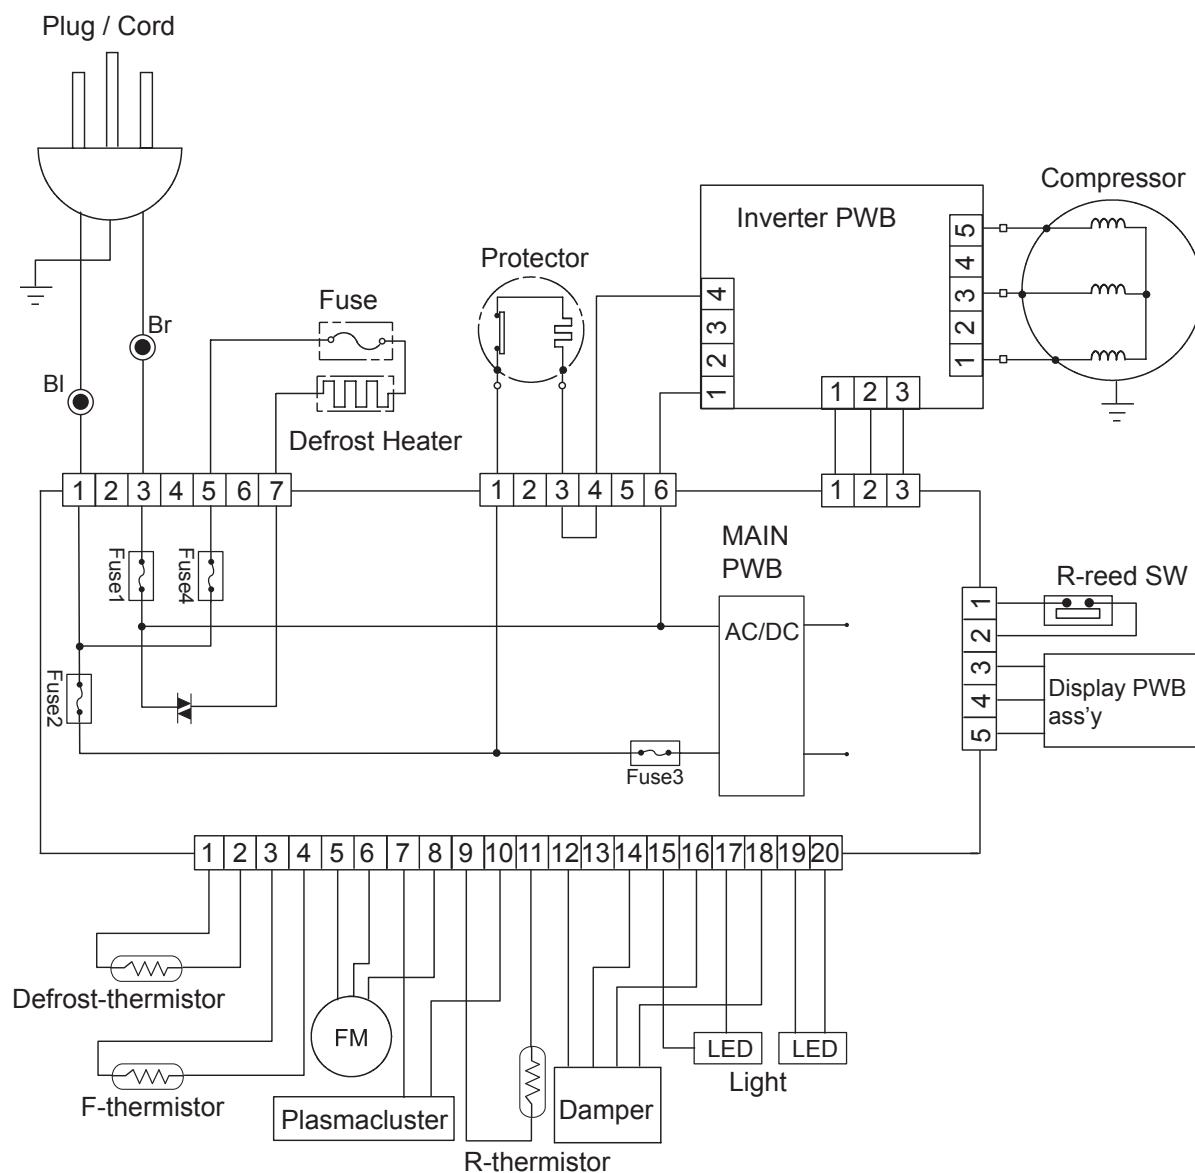 Plug / Cord
Compressor
Inverter PWB
5
4
3
2
1
Protector
4
3
2
1
Fuse
Br
Bl
1 2 3
Defrost Heater
1 2 3 4 5 6 7
1 2 3 4 5 6
1 2 3
MAIN
PWB
Fuse1
Fuse4
R-reed SW
AC/DC
1
2
3
4
5
Display PWB
ass'y
Fuse2
Fuse3
1 2 3 4 5 6 7 8 9 10 11 12 13 14 15 16 17 18 19 20
Defrost-thermistor
FM
LED
LED
Light
F-thermistor
Plasmacluster
Damper
R-thermistor